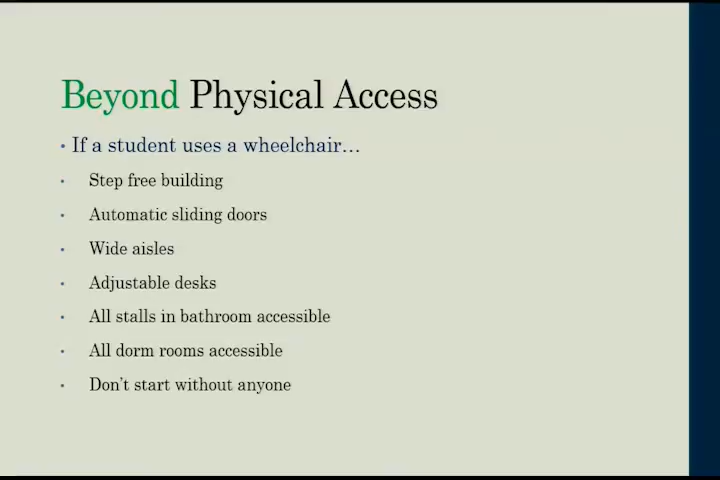 Beyond Physical Access
• If a student uses a wheelchair…
• Step free building
• Automatic sliding doors
• Wide aisles
• Adjustable desks
• All stalls in bathroom accessible
• All dorm rooms accessible
• Don’t start without anyone